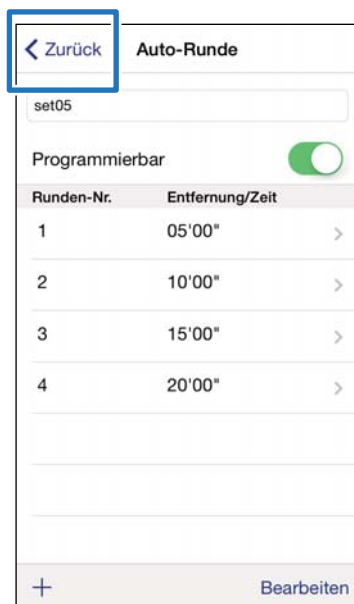 Zurück Auto-Runde
set05
Programmierbar
Runden-Nr. Entfernung/Zeit
1 05'00"
2 10'00"
3 15'00"
4 20'00"
+ Bearbeiten